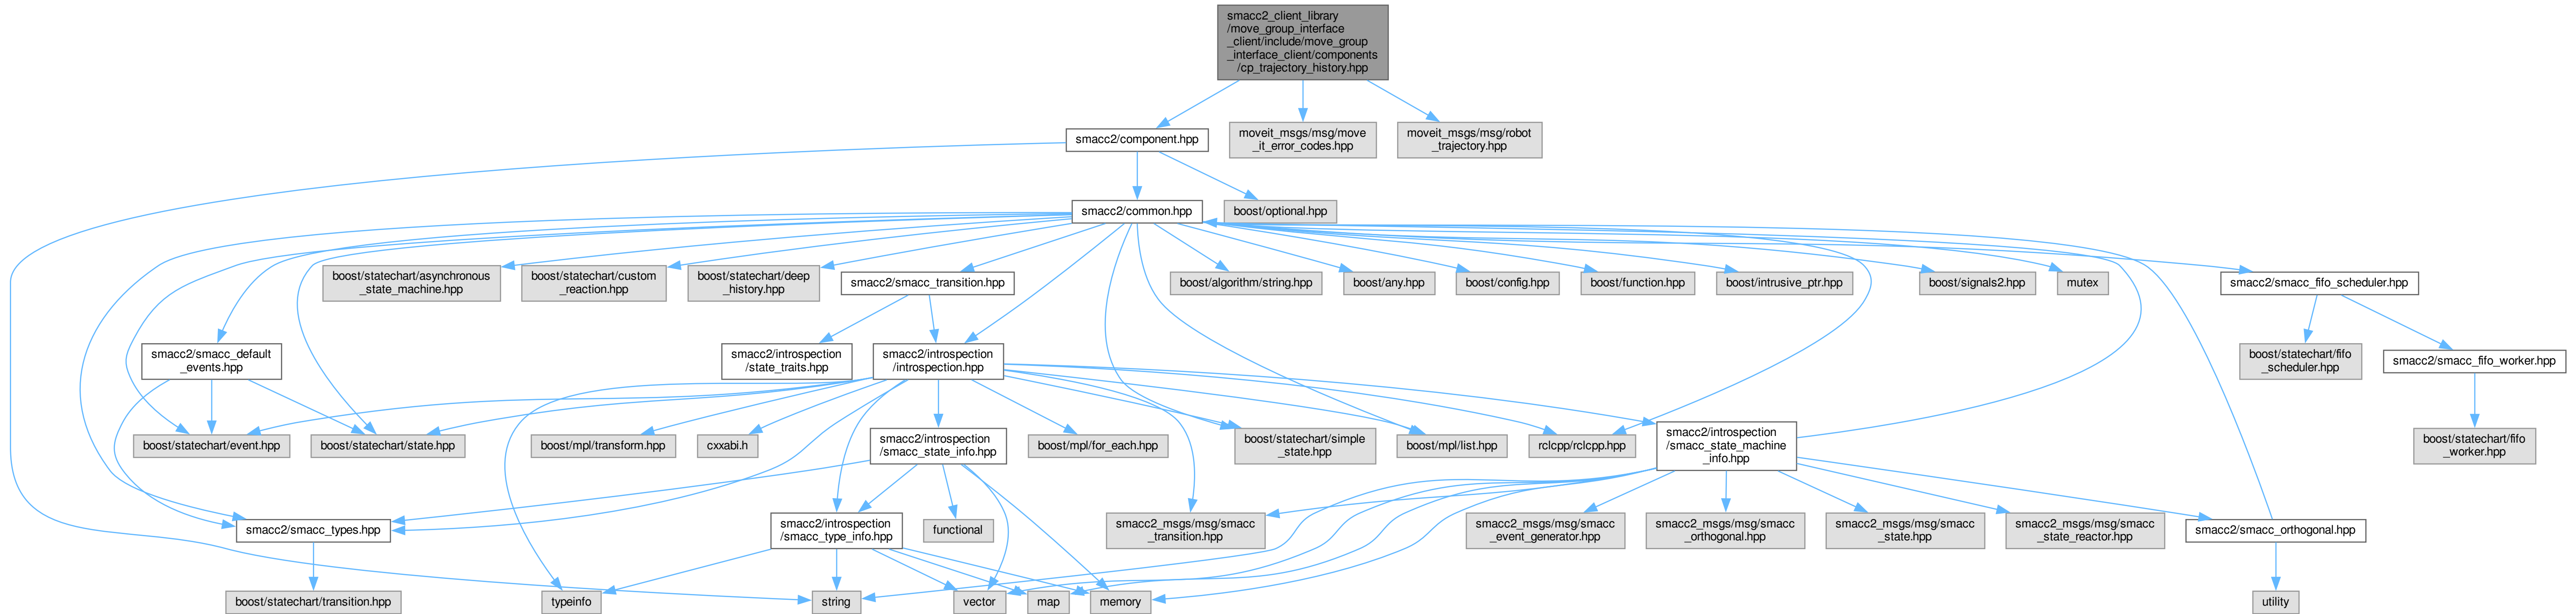 smacc2_client_library
/move_group_interface
_client/include/move_group
_interface_client/components
/cp_trajectory_history.hpp
smacc2/component.hpp
moveit_msgs/msg/move
_it_error_codes.hpp
moveit_msgs/msg/robot
_trajectory.hpp
smacc2/common.hpp
boost/optional.hpp
boost/statechart/asynchronous
_state_machine.hpp
boost/statechart/custom
_reaction.hpp
boost/statechart/deep
_history.hpp
smacc2/smacc_transition.hpp
boost/algorithm/string.hpp
boost/any.hpp
boost/config.hpp
boost/function.hpp
boost/intrusive_ptr.hpp
boost/signals2.hpp
mutex
smacc2/smacc_fifo_scheduler.hpp
smacc2/smacc_default
_events.hpp
smacc2/introspection
/state_traits.hpp
smacc2/introspection
/introspection.hpp
boost/statechart/fifo
_scheduler.hpp
smacc2/smacc_fifo_worker.hpp
boost/statechart/event.hpp
boost/statechart/state.hpp
boost/mpl/transform.hpp
cxxabi.h
smacc2/introspection
/smacc_state_info.hpp
boost/mpl/for_each.hpp
boost/statechart/simple
_state.hpp
boost/mpl/list.hpp
rclcpp/rclcpp.hpp
smacc2/introspection
/smacc_state_machine
_info.hpp
boost/statechart/fifo
_worker.hpp
smacc2/smacc_types.hpp
smacc2/introspection
/smacc_type_info.hpp
functional
smacc2_msgs/msg/smacc
_transition.hpp
smacc2_msgs/msg/smacc
_event_generator.hpp
smacc2_msgs/msg/smacc
_orthogonal.hpp
smacc2_msgs/msg/smacc
_state.hpp
smacc2_msgs/msg/smacc
_state_reactor.hpp
smacc2/smacc_orthogonal.hpp
boost/statechart/transition.hpp
typeinfo
string
vector
map
memory
utility